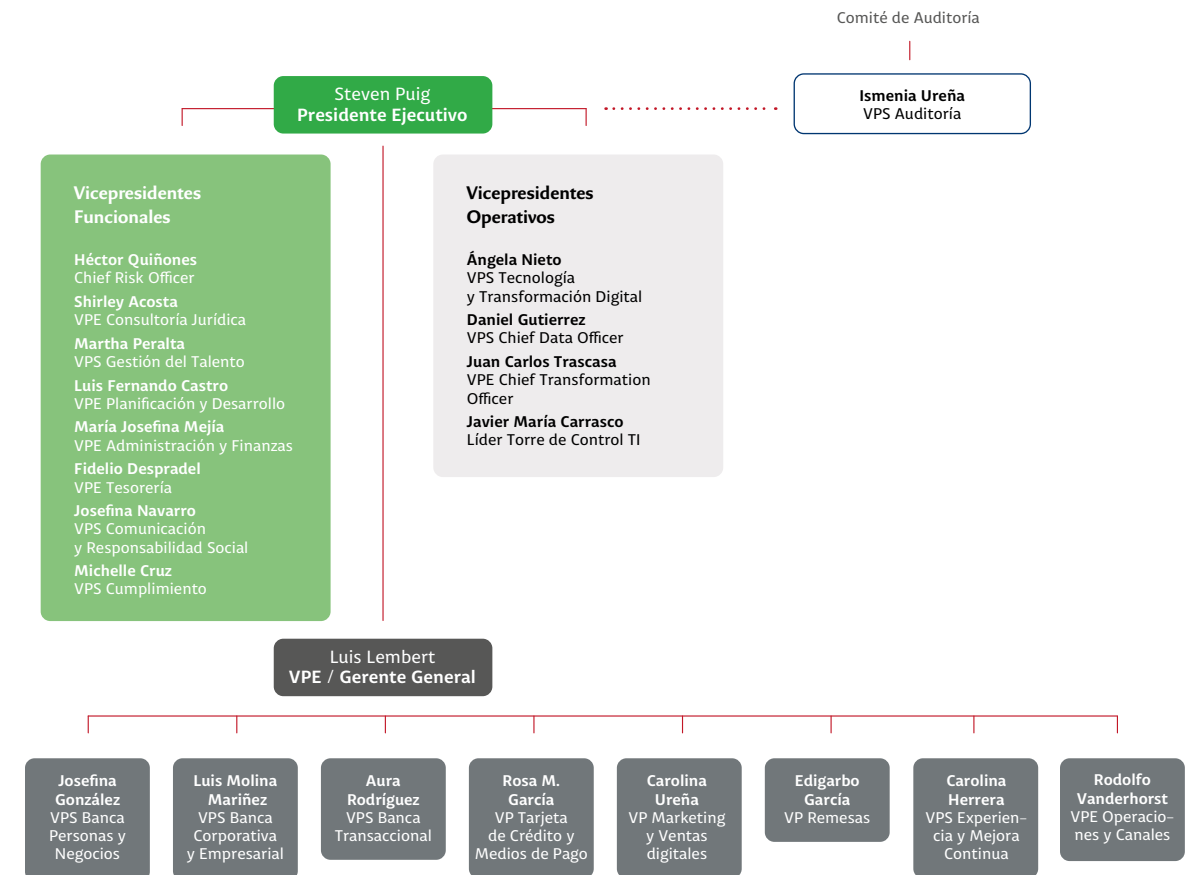 Comité de Auditoría
Steven Puig
Presidente Ejecutivo
Ismenia Ureña
VPS Auditoría
Vicepresidentes
Funcionales
Héctor Quiñones
Chief Risk Officer
Shirley Acosta
VPE Consultoría Jurídica
Martha Peralta
VPS Gestión del Talento
Luis Fernando Castro
VPE Planificación y Desarrollo
María Josefina Mejía
VPE Administración y Finanzas
Fidelio Despradel
VPE Tesorería
Josefina Navarro
VPS Comunicación
y Responsabilidad Social
Michelle Cruz
VPS Cumplimiento
Vicepresidentes
Operativos
Ángela Nieto
VPS Tecnología
y Transformación Digital
Daniel Gutierrez
VPS Chief Data Officer
Juan Carlos Trascasa
VPE Chief Transformation
Officer
Javier María Carrasco
Líder Torre de Control TI
Luis Lembert
VPE / Gerente General
Josefina
González
VPS Banca
Personas y
Negocios
Luis Molina
Mariñez
VPS Banca
Corporativa
y Empresarial
Aura
Rodríguez
VPS Banca
Transaccional
Rosa M.
García
VP Tarjeta
de Crédito y
Medios de Pago
Carolina
Ureña
VP Marketing
y Ventas
digitales
Edigarbo
García
VP Remesas
Carolina
Herrera
VPS Experien-
cia y Mejora
Continua
Rodolfo
Vanderhorst
VPE Operacio-
nes y Canales